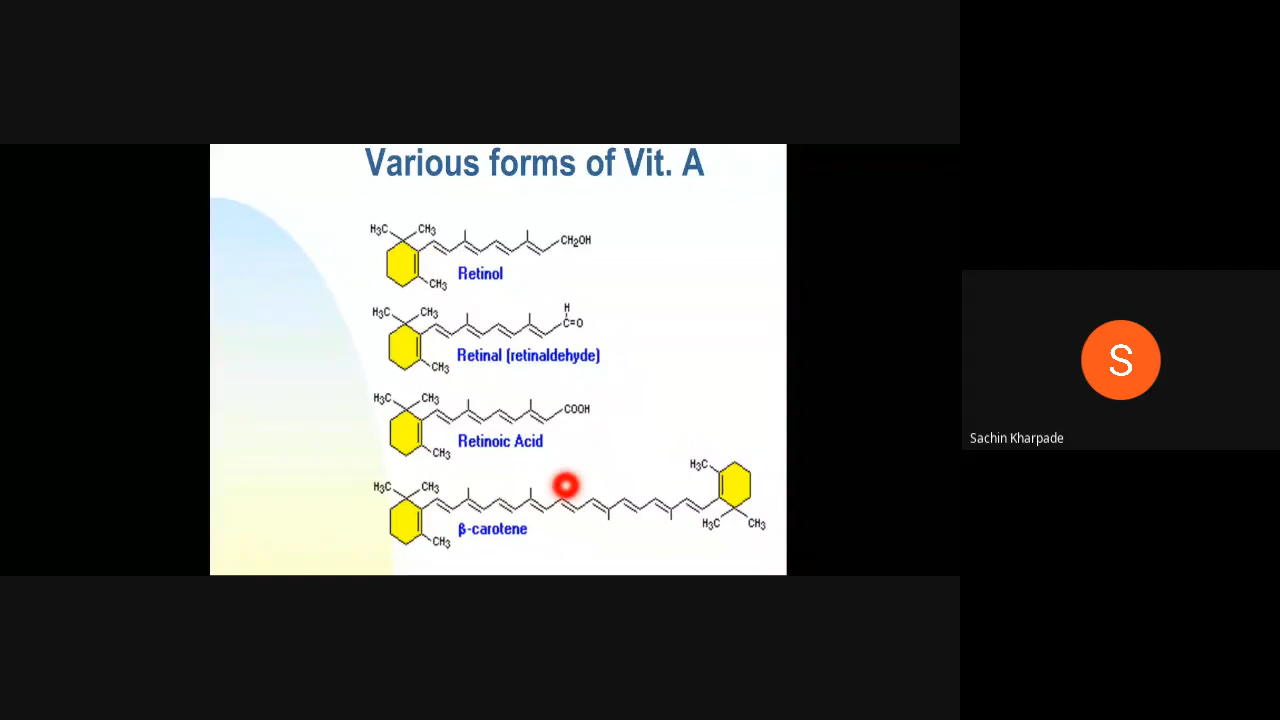 Various forms of Vit. A
H₃C CH₃
CH₂OH
CH₃
Retinol
H
H₃C CH₃
C=O
CH₃
Retinal (retinaldehyde)
H₃C CH₃
COOH
CH₃
Retinoic Acid
H₃C
H₃C CH₃
H₃C CH₃
β-carotene
CH₃
S
Sachin Kharpade